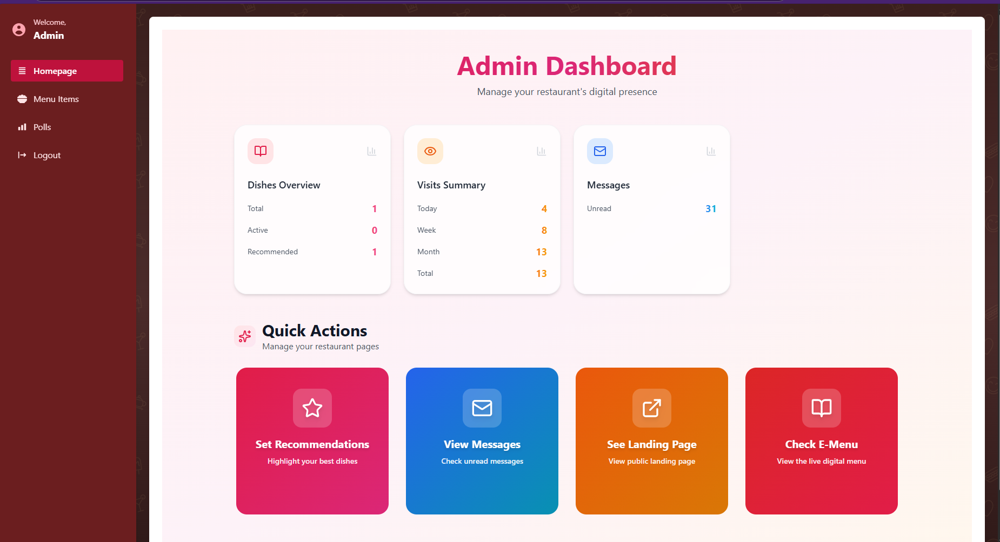 Welcome,
Admin
Homepage
Menu Items
Polls
Logout
Admin Dashboard
Manage your restaurant's digital presence
Dishes Overview
Total 1
Active 0
Recommended 1
Visits Summary
Today 4
Week 8
Month 13
Total 13
Messages
Unread 31
Quick Actions
Manage your restaurant pages
Set Recommendations
Highlight your best dishes
View Messages
Check unread messages
See Landing Page
View public landing page
Check E-Menu
View the live digital menu